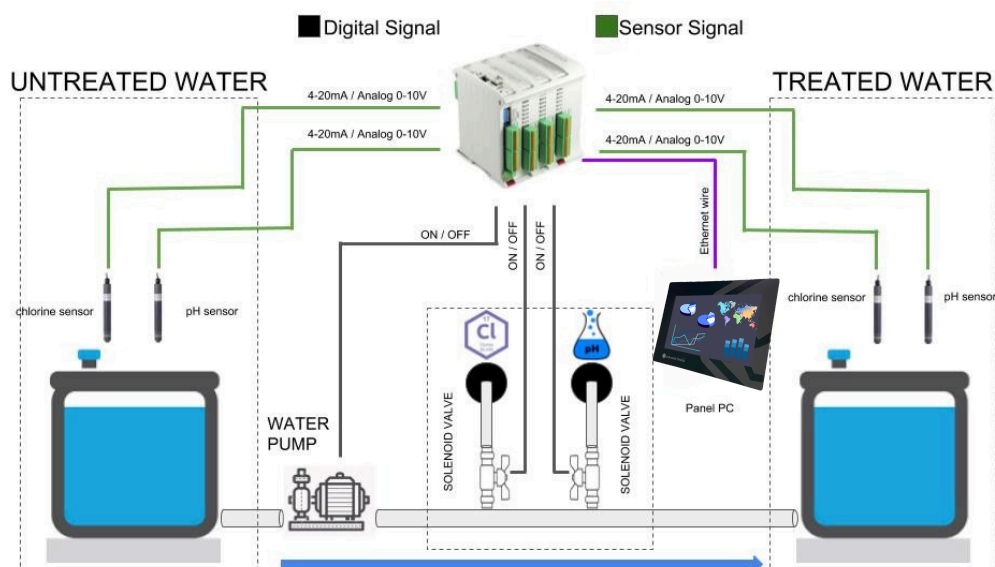 Digital Signal
Sensor Signal
UNTREATED WATER
TREATED WATER
4-20mA / Analog 0-10V
4-20mA / Analog 0-10V
4-20mA / Analog 0-10V
4-20mA / Analog 0-10V
ON / OFF
ON / OFF
ON / OFF
Ethernet wire
chlorine sensor
pH sensor
chlorine sensor
pH sensor
17
Cl
pH
Panel PC
SOLENOID VALVE
SOLENOID VALVE
WATER
PUMP